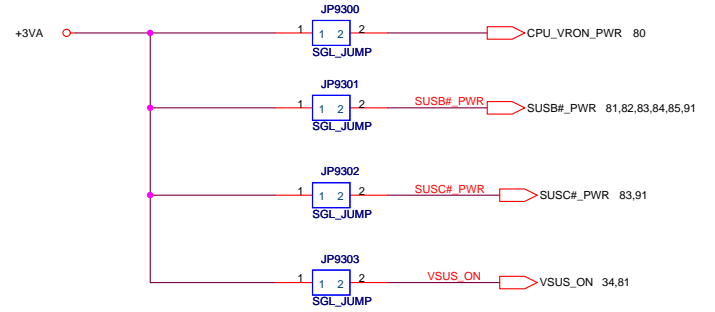 JP9300
+3VA 1 1 2 2 CPU_VRON_PWR 80
SGL_JUMP
JP9301
1 1 2 2 SUSB#_PWR SUSB#_PWR 81,82,83,84,85,91
SGL_JUMP
JP9302
1 1 2 2 SUSC#_PWR SUSC#_PWR 83,91
SGL_JUMP
JP9303
1 1 2 2 VSUS_ON VSUS_ON 34,81
SGL_JUMP